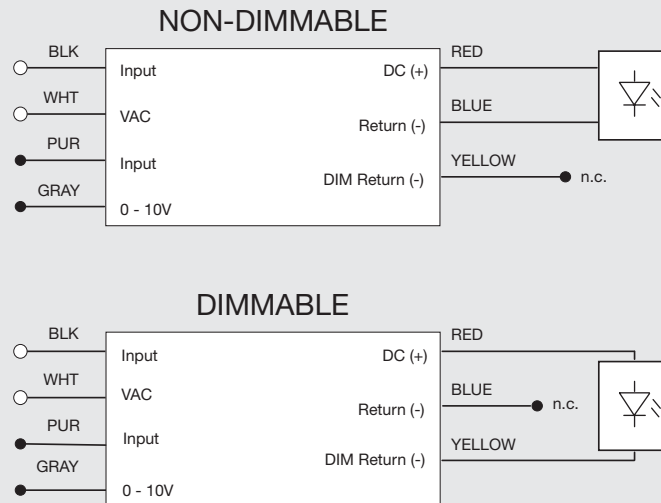 NON-DIMMABLE
BLK
Input
DC (+)
RED
WHT
VAC
Return (-)
BLUE
PUR
Input
DIM Return (-)
YELLOW
n.c.
GRAY
0 - 10V
DIMMABLE
BLK
Input
DC (+)
RED
WHT
VAC
Return (-)
BLUE
n.c.
PUR
Input
DIM Return (-)
YELLOW
GRAY
0 - 10V